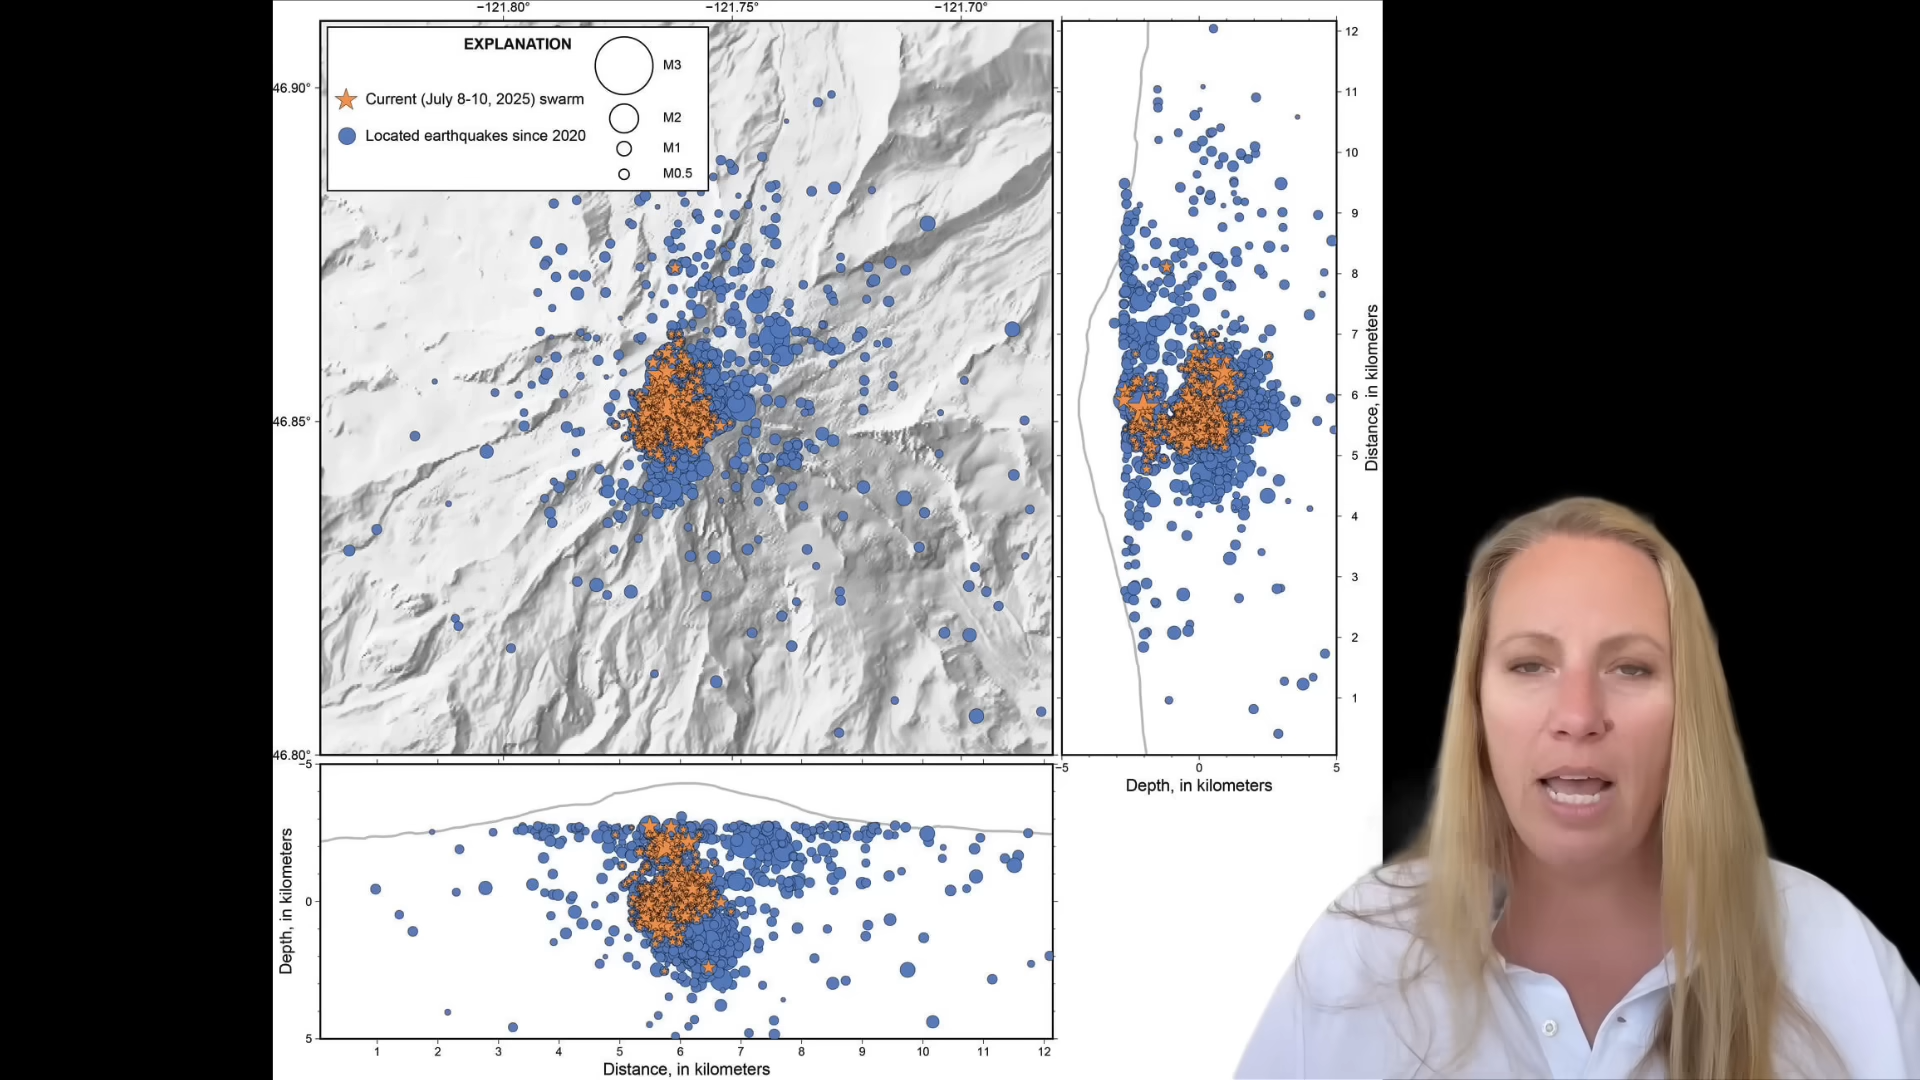 −121.80° −121.75° −121.70°
EXPLANATION
M3
Current (July 8-10, 2025) swarm
M2
Located earthquakes since 2020
M1
M0.5
46.90°
46.85°
46.80°
12
11
10
9
8
7
6
5
4
3
2
1
Distance, in kilometers
−5 0 5
Depth, in kilometers
−5
0
5
Depth, in kilometers
1 2 3 4 5 6 7 8 9 10 11 12
Distance, in kilometers